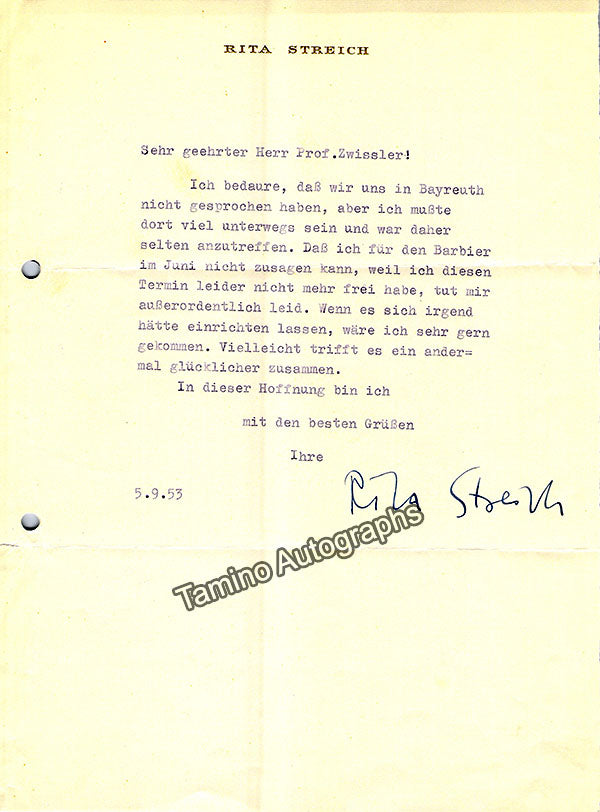 RITA STREICH
Sehr geehrter Herr Prof.Zwissler!
Ich bedaure, daß wir uns in Bayreuth
nicht gesprochen haben, aber ich mußte
dort viel unterwegs sein und war daher
selten anzutreffen. Daß ich für den Barbier
im Juni nicht zusagen kann, weil ich diesen
Termin leider nicht mehr frei habe, tut mir
außerordentlich leid. Wenn es sich irgend
hätte einrichten lassen, wäre ich sehr gern
gekommen. Vielleicht trifft es ein ander=
mal glücklicher zusammen.
In dieser Hoffnung bin ich
mit den besten Grüßen
Ihre
5.9.53
Rita Streich
Tamino Autographs